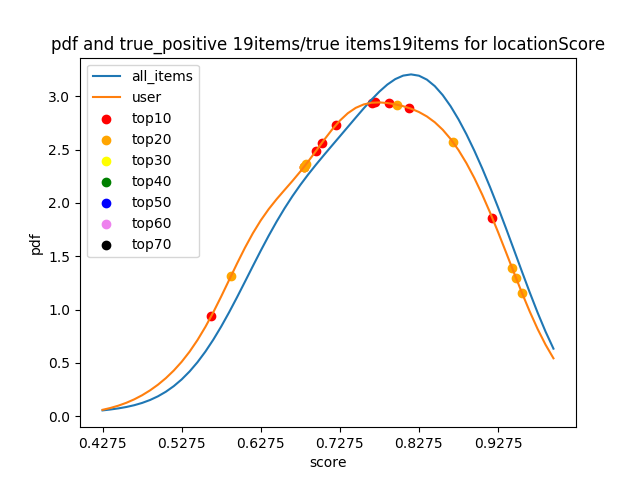 pdf and true_positive 19items/true items19items for locationScore
all_items
user
top10
top20
top30
top40
top50
top60
top70
pdf
3.0
2.5
2.0
1.5
1.0
0.5
0.0
0.4275 0.5275 0.6275 0.7275 0.8275 0.9275
score